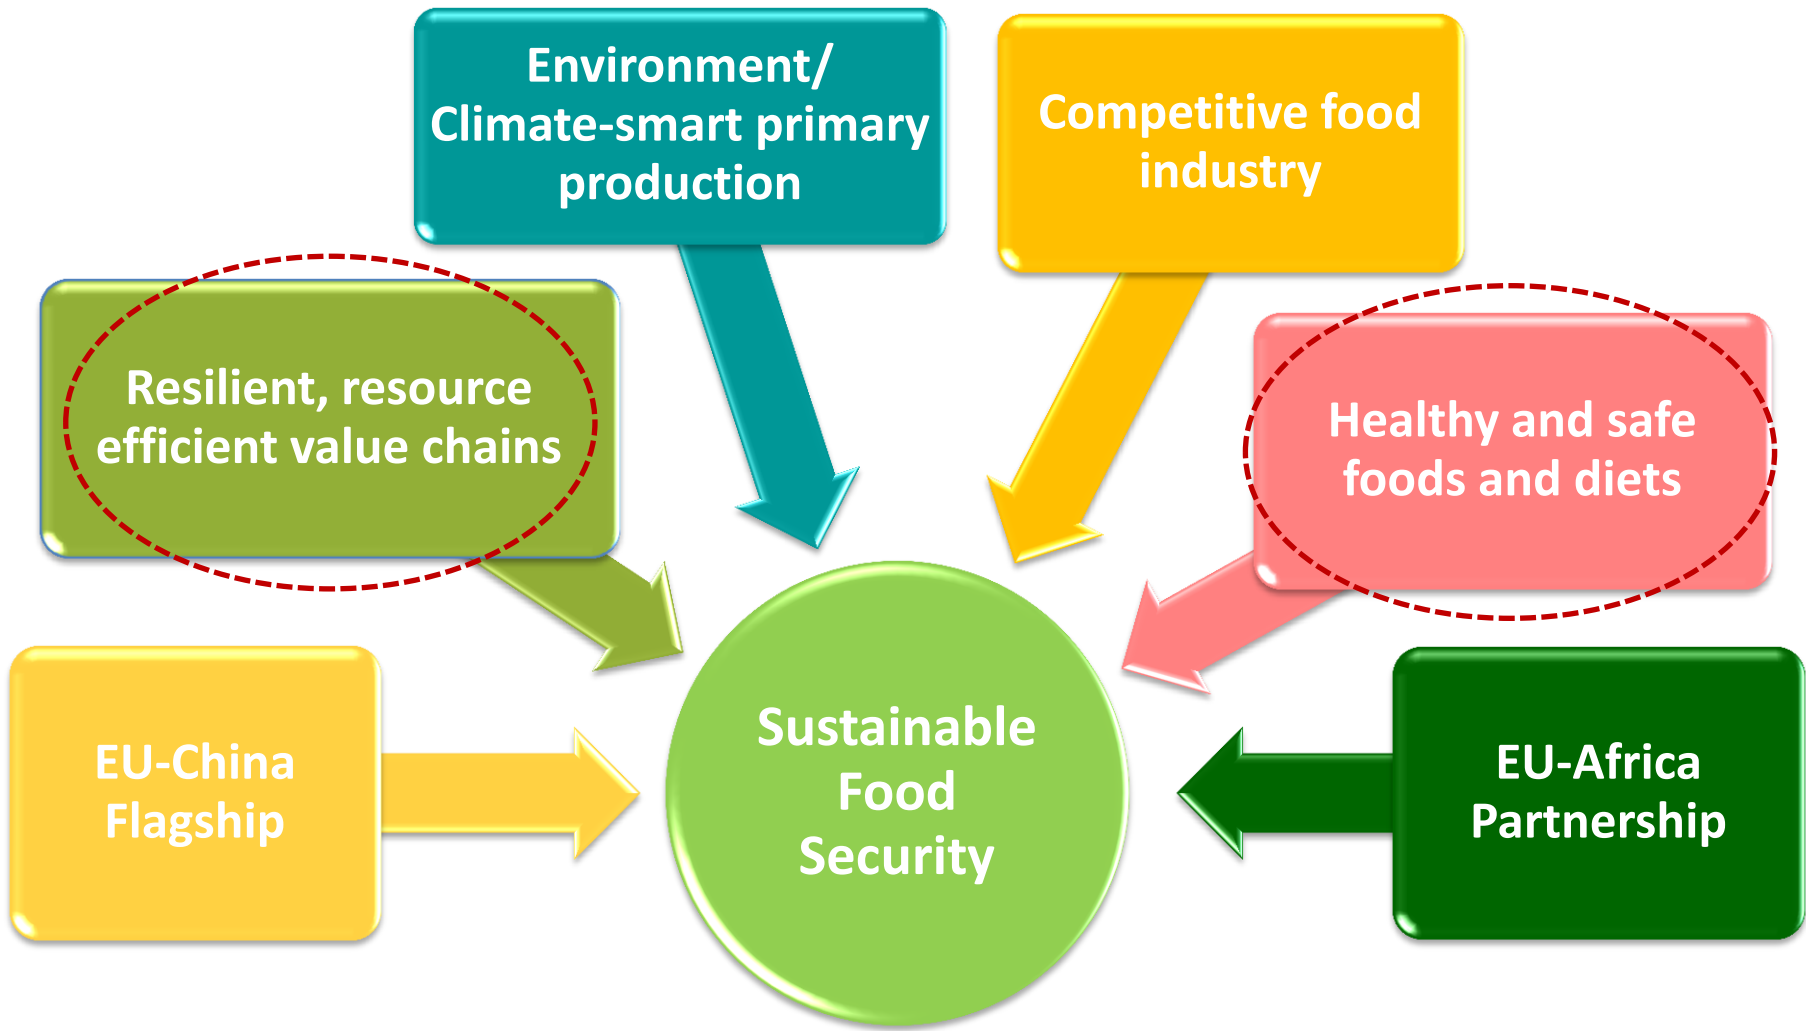 Environment/
Climate-smart primary
production
Competitive food
industry
Resilient, resource
efficient value chains
Healthy and safe
foods and diets
EU-China
Flagship
Sustainable
Food
Security
EU-Africa
Partnership